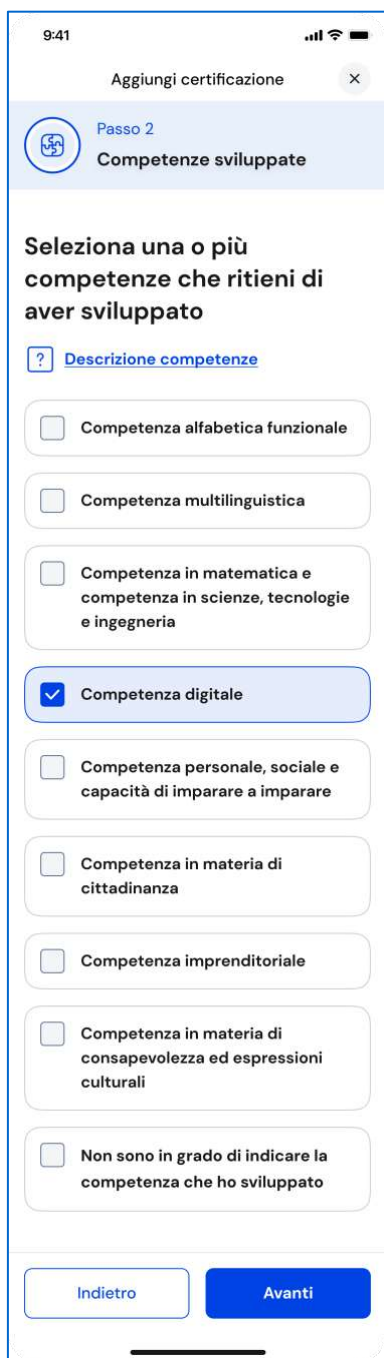 9:41
Aggiungi certificazione
Passo 2
Competenze sviluppate
Seleziona una o più
competenze che ritieni di
aver sviluppato
? Descrizione competenze
Competenza alfabetica funzionale
Competenza multilinguistica
Competenza in matematica e
competenza in scienze, tecnologie
e ingegneria
Competenza digitale
Competenza personale, sociale e
capacità di imparare a imparare
Competenza in materia di
cittadinanza
Competenza imprenditoriale
Competenza in materia di
consapevolezza ed espressioni
culturali
Non sono in grado di indicare la
competenza che ho sviluppato
Indietro
Avanti